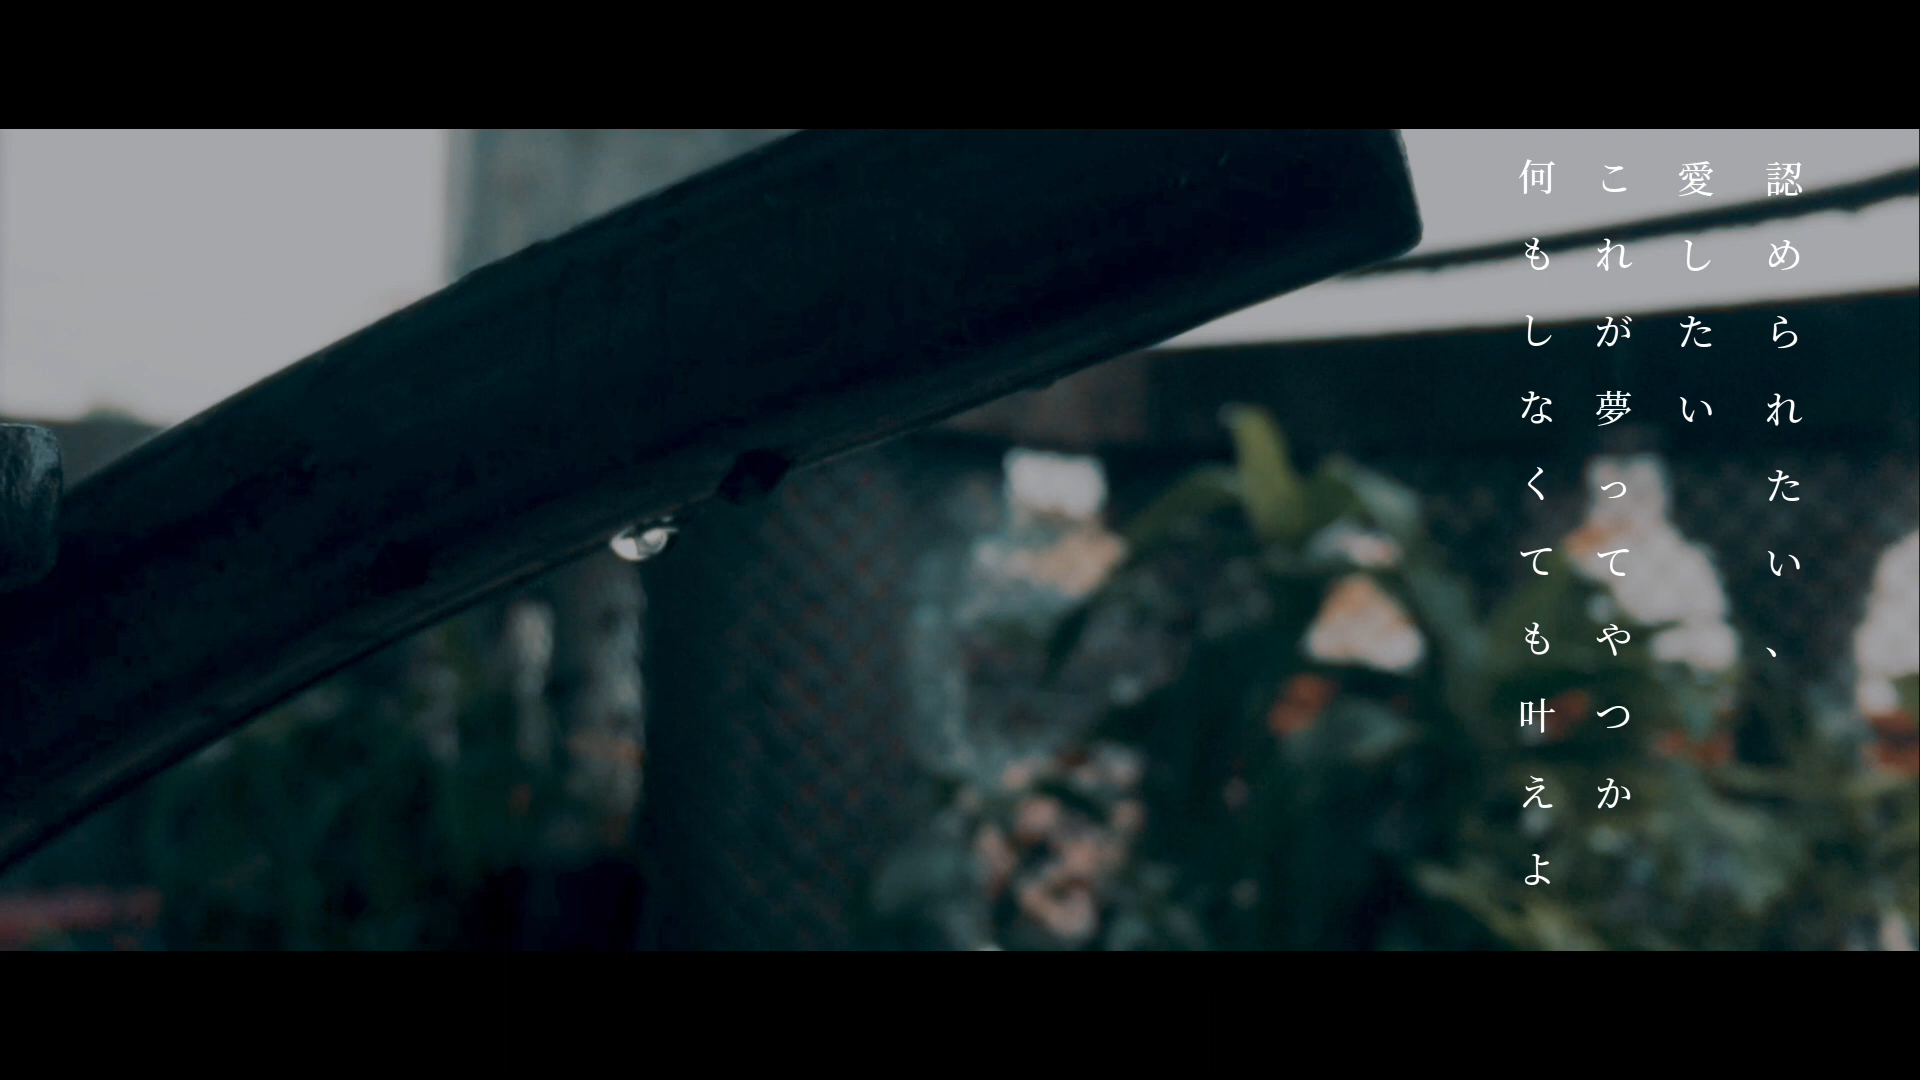 認められたい、
愛したい
これが夢ってやつか
何もしなくても叶えよ